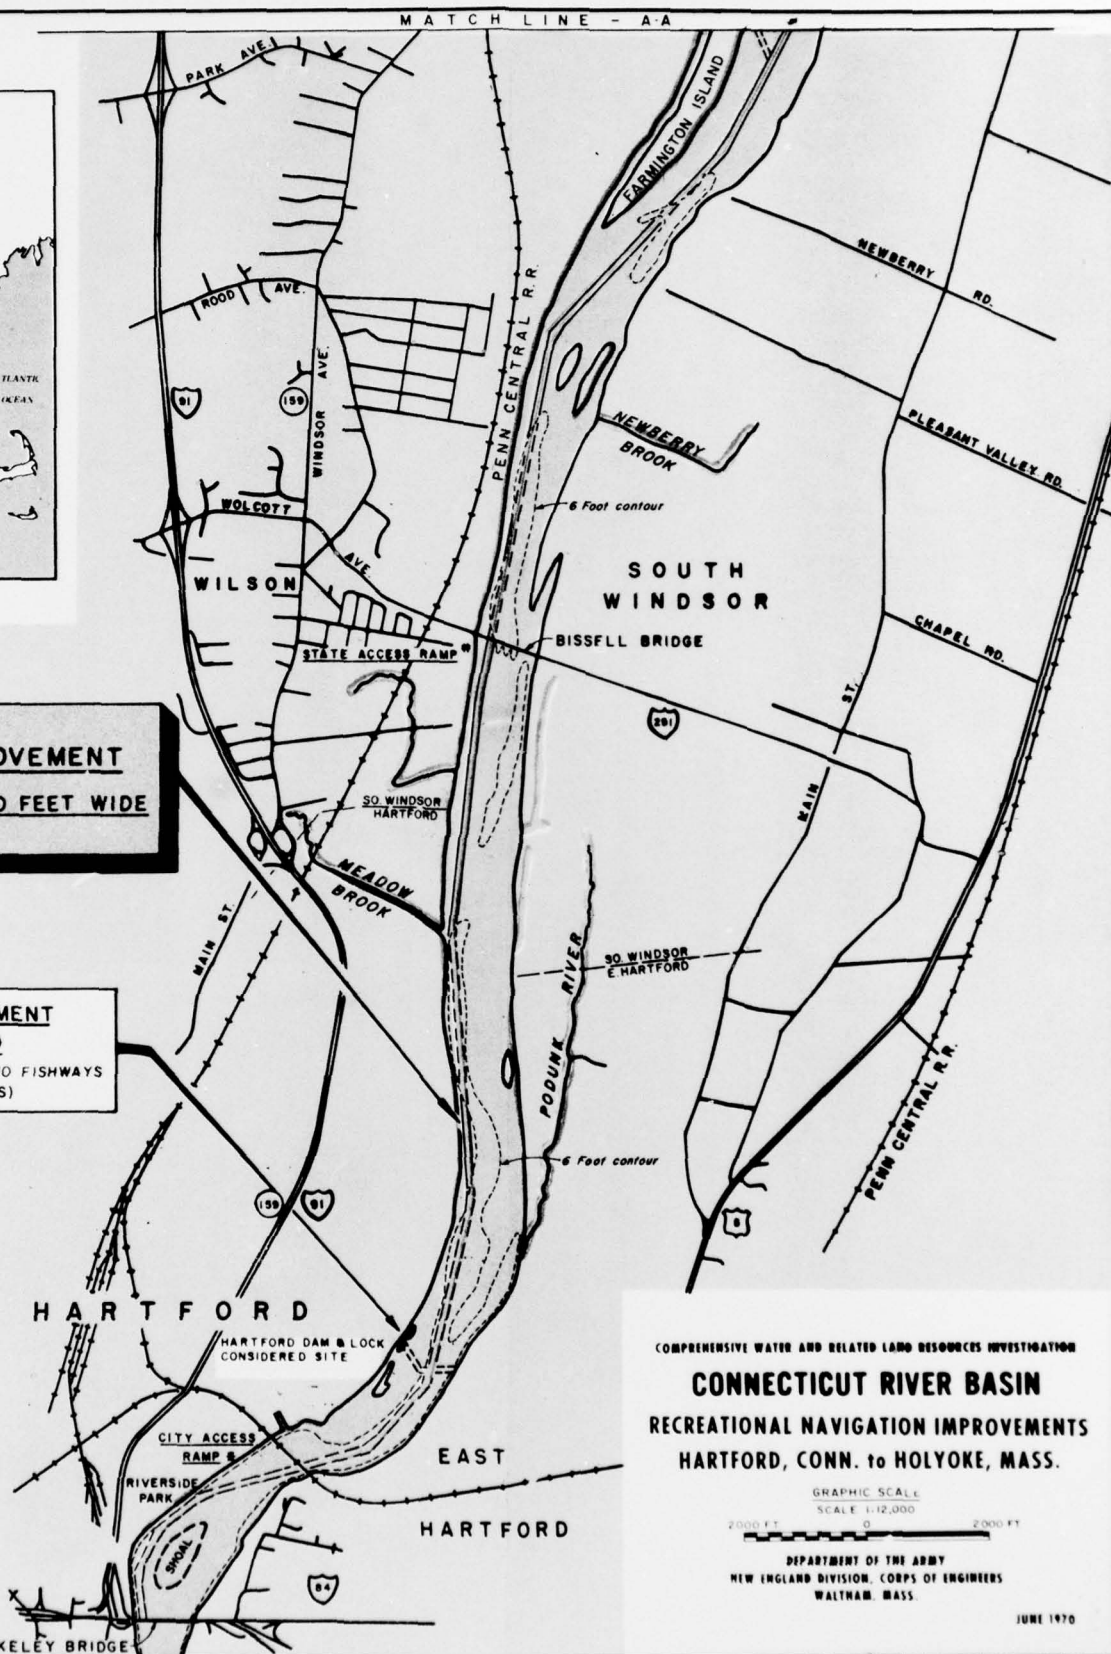 MATCH LINE - A-A
PARK AVE.
FARMINGTON ISLAND
NEWBERRY
RD.
ROOD AVE.
PENN CENTRAL R.R.
OCEAN
91
159
WINDSOR AVE.
NEWBERRY
BROOK
PLEASANT VALLEY RD.
6 Foot contour
WOLCOTT
AVE.
WILSON
SOUTH
WINDSOR
CHAPEL RD.
STATE ACCESS RAMP
BISSELL BRIDGE
291
MAIN ST.
OVEMENT
FEET WIDE
SO. WINDSOR
HARTFORD
MEADOW
BROOK
MAIN ST.
PODUNK RIVER
SO. WINDSOR
E. HARTFORD
MENT
FISHWAYS
S)
PENN CENTRAL R.R.
6 Foot contour
159
91
HARTFORD
HARTFORD DAM & LOCK
CONSIDERED SITE
CITY ACCESS
RAMP
RIVERSIDE
PARK
EAST
HARTFORD
SHOAL
84
KELEY BRIDGE
COMPREHENSIVE WATER AND RELATED LAND RESOURCES INVESTIGATION
CONNECTICUT RIVER BASIN
RECREATIONAL NAVIGATION IMPROVEMENTS
HARTFORD, CONN. to HOLYOKE, MASS.
GRAPHIC SCALE
SCALE 1:12,000
2000 FT 0 2000 FT
DEPARTMENT OF THE ARMY
NEW ENGLAND DIVISION, CORPS OF ENGINEERS
WALTHAM, MASS.
JUNE 1970